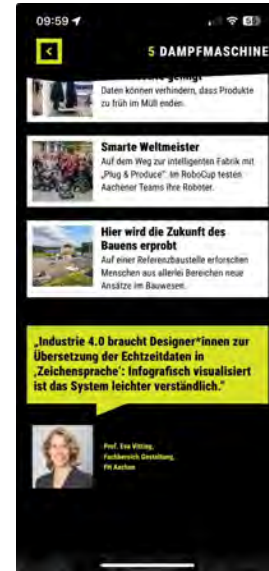 09:59
5 DAMPFMASCHINE
Daten können verhindern, dass Produkte
zu früh im Müll enden.
Smarte Weltmeister
Auf dem Weg zur intelligenten Fabrik mit
„Plug & Produce“. Im RoboCup testen
Aachener Teams ihre Roboter.
Hier wird die Zukunft des
Bauens erprobt
Auf einer Referenzbaustelle erforschen
Menschen aus allerlei Bereichen neue
Ansätze im Bauwesen.
„Industrie 4.0 braucht Designer*innen zur
Übersetzung der Echtzeitdaten in
‚Zeichensprache‘: Infografisch visualisiert
ist das System leichter verständlich.“
Prof. Eva Vitting,
Fachbereich Gestaltung,
FH Aachen